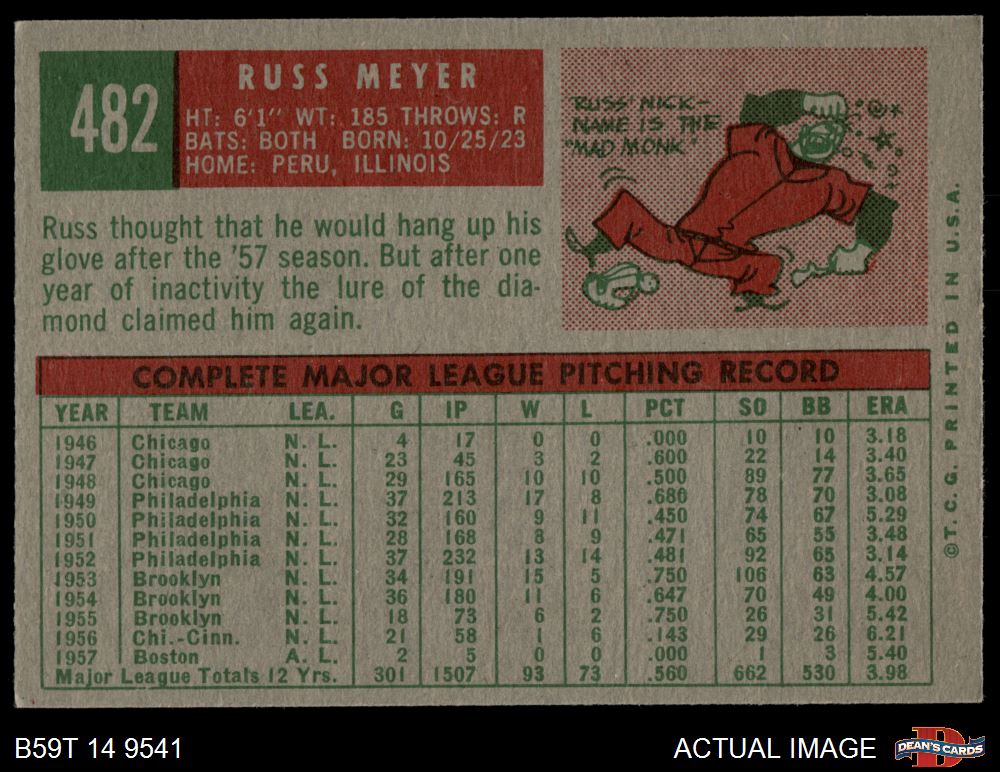 482
RUSS MEYER
HT: 6'1" WT: 185 THROWS: R
BATS: BOTH BORN: 10/25/23
HOME: PERU, ILLINOIS
RUSS' NICK-
NAME IS THE
"MAD MONK"
Russ thought that he would hang up his
glove after the '57 season. But after one
year of inactivity the lure of the dia-
mond claimed him again.
COMPLETE MAJOR LEAGUE PITCHING RECORD
YEAR TEAM LEA. G IP W L PCT SO BB ERA
1946 Chicago N. L. 4 17 0 0 .000 10 10 3.18
1947 Chicago N. L. 23 45 3 2 .600 22 14 3.40
1948 Chicago N. L. 29 165 10 10 .500 89 77 3.65
1949 Philadelphia N. L. 37 213 17 8 .680 78 70 3.08
1950 Philadelphia N. L. 32 160 9 11 .450 74 67 5.29
1951 Philadelphia N. L. 28 168 8 9 .471 65 55 3.48
1952 Philadelphia N. L. 37 232 13 14 .481 92 65 3.14
1953 Brooklyn N. L. 34 191 15 5 .750 106 63 4.57
1954 Brooklyn N. L. 36 180 11 6 .647 70 49 4.00
1955 Brooklyn N. L. 18 73 6 2 .750 26 31 5.42
1956 Chi.-Cinn. N. L. 21 58 1 6 .143 29 26 6.21
1957 Boston A. L. 2 5 0 0 .000 1 3 5.40
Major League Totals 12 Yrs. 301 1507 93 73 .560 662 530 3.98
©T. C. G. PRINTED IN U.S.A.
B59T 14 9541
ACTUAL IMAGE
D
DEAN'S CARDS